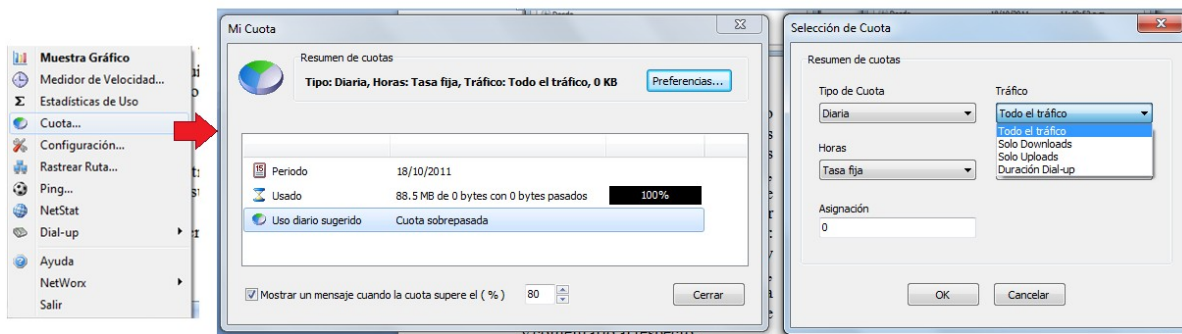 Muestra Gráfico
Medidor de Velocidad...
Estadísticas de Uso
Cuota...
Configuración...
Rastrear Ruta...
Ping...
NetStat
Dial-up
Ayuda
NetWorx
Salir
Mi Cuota
Resumen de cuotas
Tipo: Diaria, Horas: Tasa fija, Tráfico: Todo el tráfico, 0 KB
Preferencias...
Periodo
18/10/2011
Usado
88.5 MB de 0 bytes con 0 bytes pasados
100%
Uso diario sugerido
Cuota sobrepasada
Mostrar un mensaje cuando la cuota supere el ( % )
80
Cerrar
Selección de Cuota
Resumen de cuotas
Tipo de Cuota
Diaria
Horas
Tasa fija
Asignación
0
Tráfico
Todo el tráfico
Todo el tráfico
Solo Downloads
Solo Uploads
Duración Dial-up
OK
Cancelar